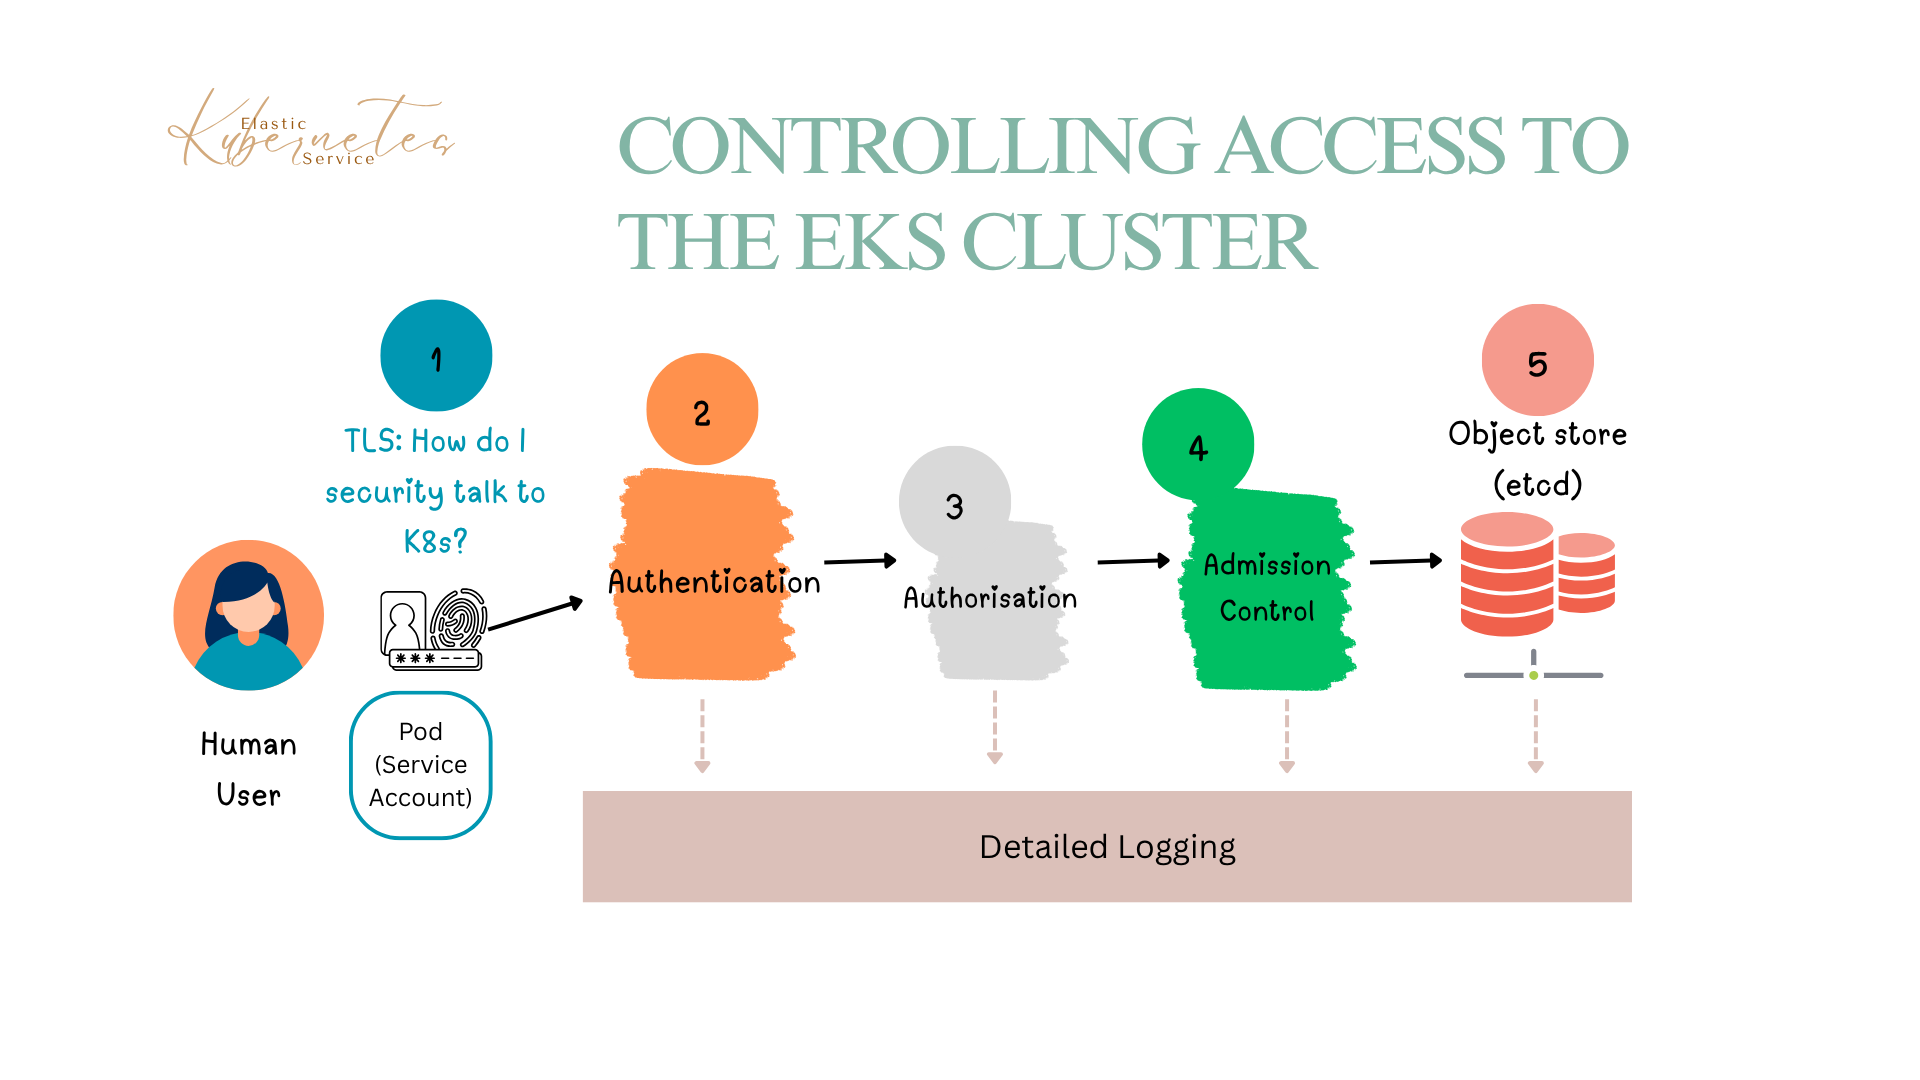 Kubernetes
Elastic
Service
CONTROLLING ACCESS TO
THE EKS CLUSTER
1
TLS: How do I
security talk to
K8s?
Human
User
***---
Pod
(Service
Account)
2
Authentication
3
Authorisation
4
Admission
Control
5
Object store
(etcd)
Detailed Logging